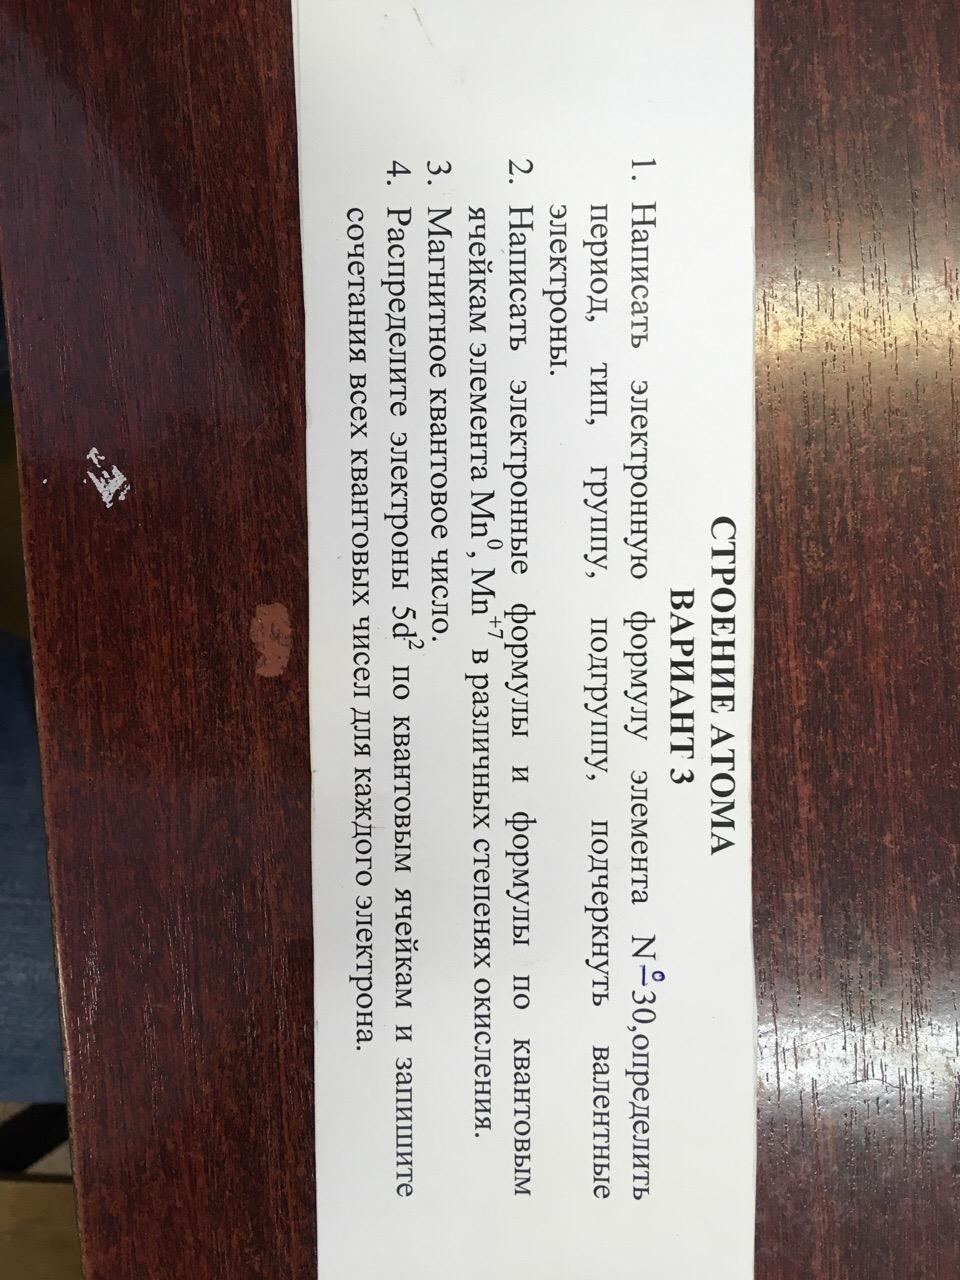 СТРОЕНИЕ АТОМА
ВАРИАНТ 3
1. Написать электронную формулу элемента №30,определить
период, тип, группу, подгруппу, подчеркнуть валентные
электроны.
2. Написать электронные формулы и формулы по квантовым
ячейкам элемента Mn⁰, Mn⁺⁷ в различных степенях окисления.
3. Магнитное квантовое число.
4. Распределите электроны 5d² по квантовым ячейкам и запишите
сочетания всех квантовых чисел для каждого электрона.